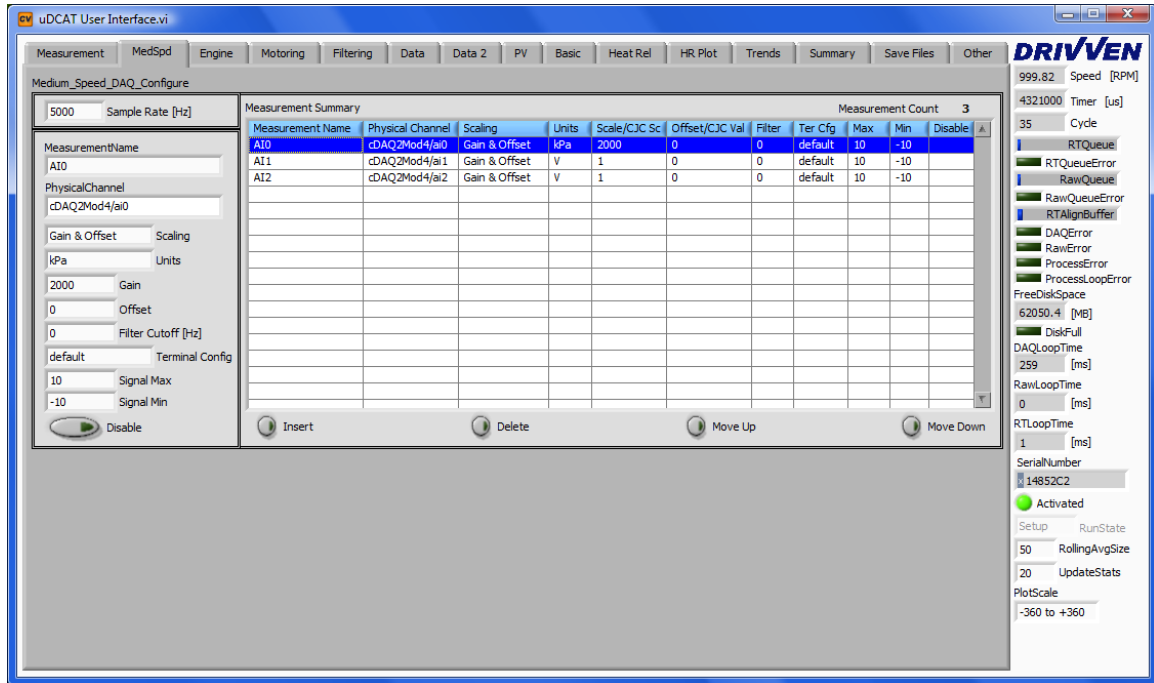 CV uDCAT User Interface.vi
Measurement MedSpd Engine Motoring Filtering Data Data 2 PV Basic Heat Rel HR Plot Trends Summary Save Files Other
DRIVVEN
Medium_Speed_DAQ_Configure
5000 Sample Rate [Hz]
MeasurementName
AI0
PhysicalChannel
cDAQ2Mod4/ai0
Gain & Offset Scaling
kPa Units
2000 Gain
0 Offset
0 Filter Cutoff [Hz]
default Terminal Config
10 Signal Max
-10 Signal Min
Disable
Measurement Summary Measurement Count 3
Measurement Name Physical Channel Scaling Units Scale/CJC Sc Offset/CJC Val Filter Ter Cfg Max Min Disable
AI0 cDAQ2Mod4/ai0 Gain & Offset kPa 2000 0 0 default 10 -10
AI1 cDAQ2Mod4/ai1 Gain & Offset V 1 0 0 default 10 -10
AI2 cDAQ2Mod4/ai2 Gain & Offset V 1 0 0 default 10 -10
Insert Delete Move Up Move Down
999.82 Speed [RPM]
4321000 Timer [us]
35 Cycle
RTQueue
RTQueueError
RawQueue
RawQueueError
RTAlignBuffer
DAQError
RawError
ProcessError
ProcessLoopError
FreeDiskSpace
62050.4 [MB]
DiskFull
DAQLoopTime
259 [ms]
RawLoopTime
0 [ms]
RTLoopTime
1 [ms]
SerialNumber
x 14852C2
Activated
Setup RunState
50 RollingAvgSize
20 UpdateStats
PlotScale
-360 to +360